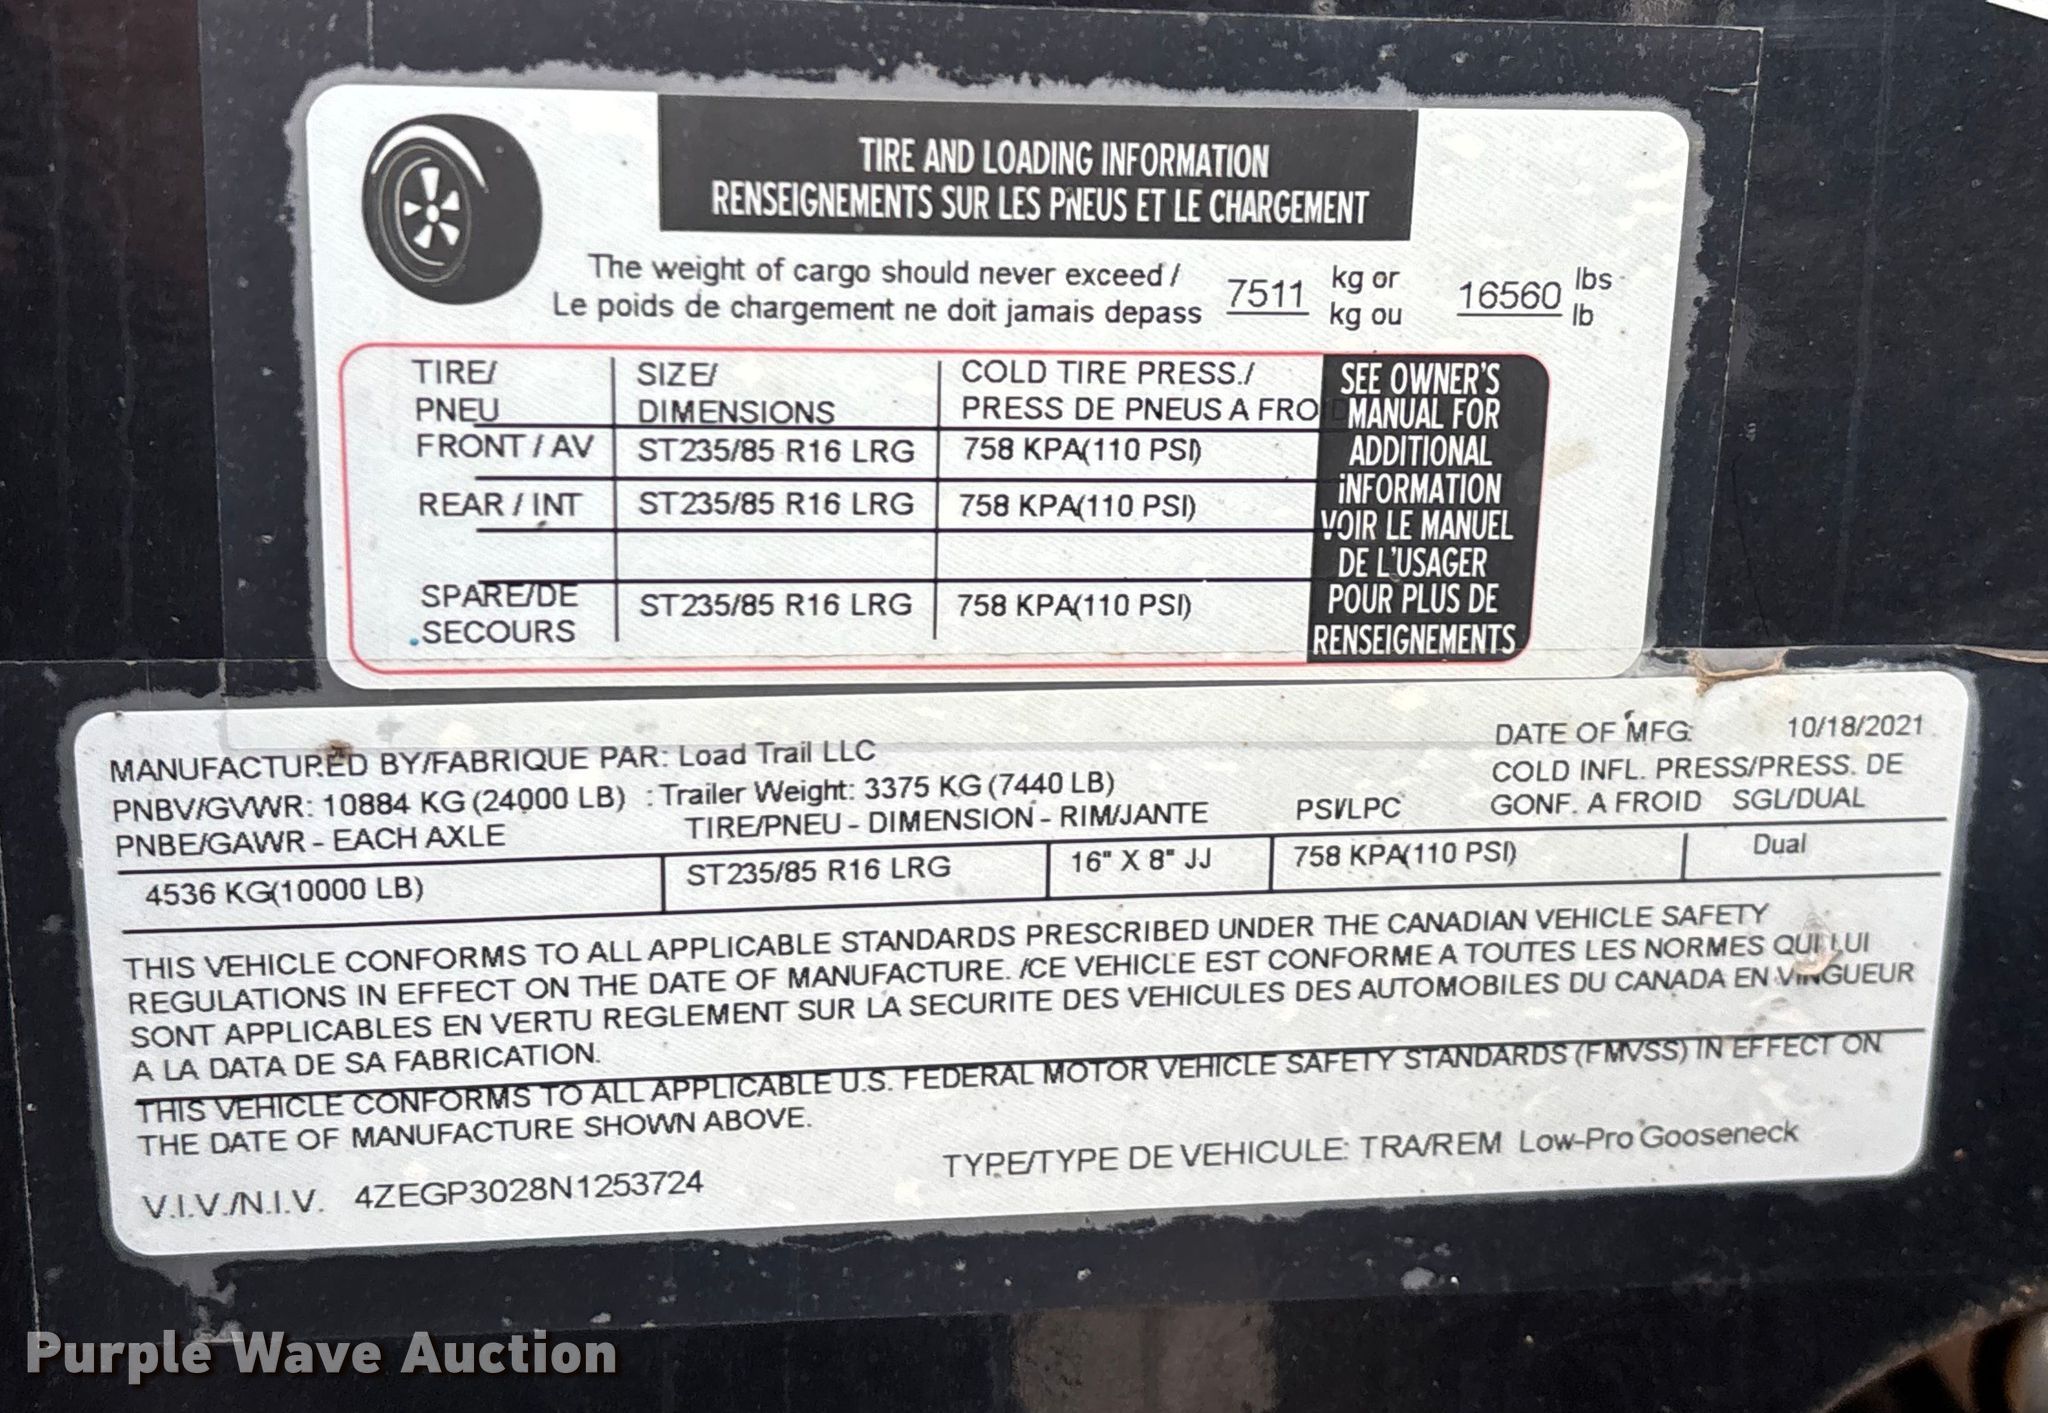 TIRE AND LOADING INFORMATION
RENSEIGNEMENTS SUR LES PNEUS ET LE CHARGEMENT
The weight of cargo should never exceed / 7511 kg or 16560 lbs
Le poids de chargement ne doit jamais depass kg ou lb
TIRE/ SIZE/ COLD TIRE PRESS./
PNEU DIMENSIONS PRESS DE PNEUS A FROID
FRONT / AV ST235/85 R16 LRG 758 KPA(110 PSI)
REAR / INT ST235/85 R16 LRG 758 KPA(110 PSI)
SPARE/DE ST235/85 R16 LRG 758 KPA(110 PSI)
SECOURS
SEE OWNER'S
MANUAL FOR
ADDITIONAL
INFORMATION
VOIR LE MANUEL
DE L'USAGER
POUR PLUS DE
RENSEIGNEMENTS
MANUFACTURED BY/FABRIQUE PAR: Load Trail LLC DATE OF MFG: 10/18/2021
PNBV/GVWR: 10884 KG (24000 LB) : Trailer Weight: 3375 KG (7440 LB) COLD INFL. PRESS/PRESS. DE
PNBE/GAWR - EACH AXLE TIRE/PNEU - DIMENSION - RIM/JANTE PSI/LPC GONF. A FROID SGL/DUAL
4536 KG(10000 LB) ST235/85 R16 LRG 16" X 8" JJ 758 KPA(110 PSI) Dual
THIS VEHICLE CONFORMS TO ALL APPLICABLE STANDARDS PRESCRIBED UNDER THE CANADIAN VEHICLE SAFETY
REGULATIONS IN EFFECT ON THE DATE OF MANUFACTURE. /CE VEHICLE EST CONFORME A TOUTES LES NORMES QUI LUI
SONT APPLICABLES EN VERTU REGLEMENT SUR LA SECURITE DES VEHICULES DES AUTOMOBILES DU CANADA EN VINGUEUR
A LA DATA DE SA FABRICATION.
THIS VEHICLE CONFORMS TO ALL APPLICABLE U.S. FEDERAL MOTOR VEHICLE SAFETY STANDARDS (FMVSS) IN EFFECT ON
THE DATE OF MANUFACTURE SHOWN ABOVE.
V.I.V./N.I.V. 4ZEGP3028N1253724 TYPE/TYPE DE VEHICULE: TRA/REM Low-Pro Gooseneck
Purple Wave Auction